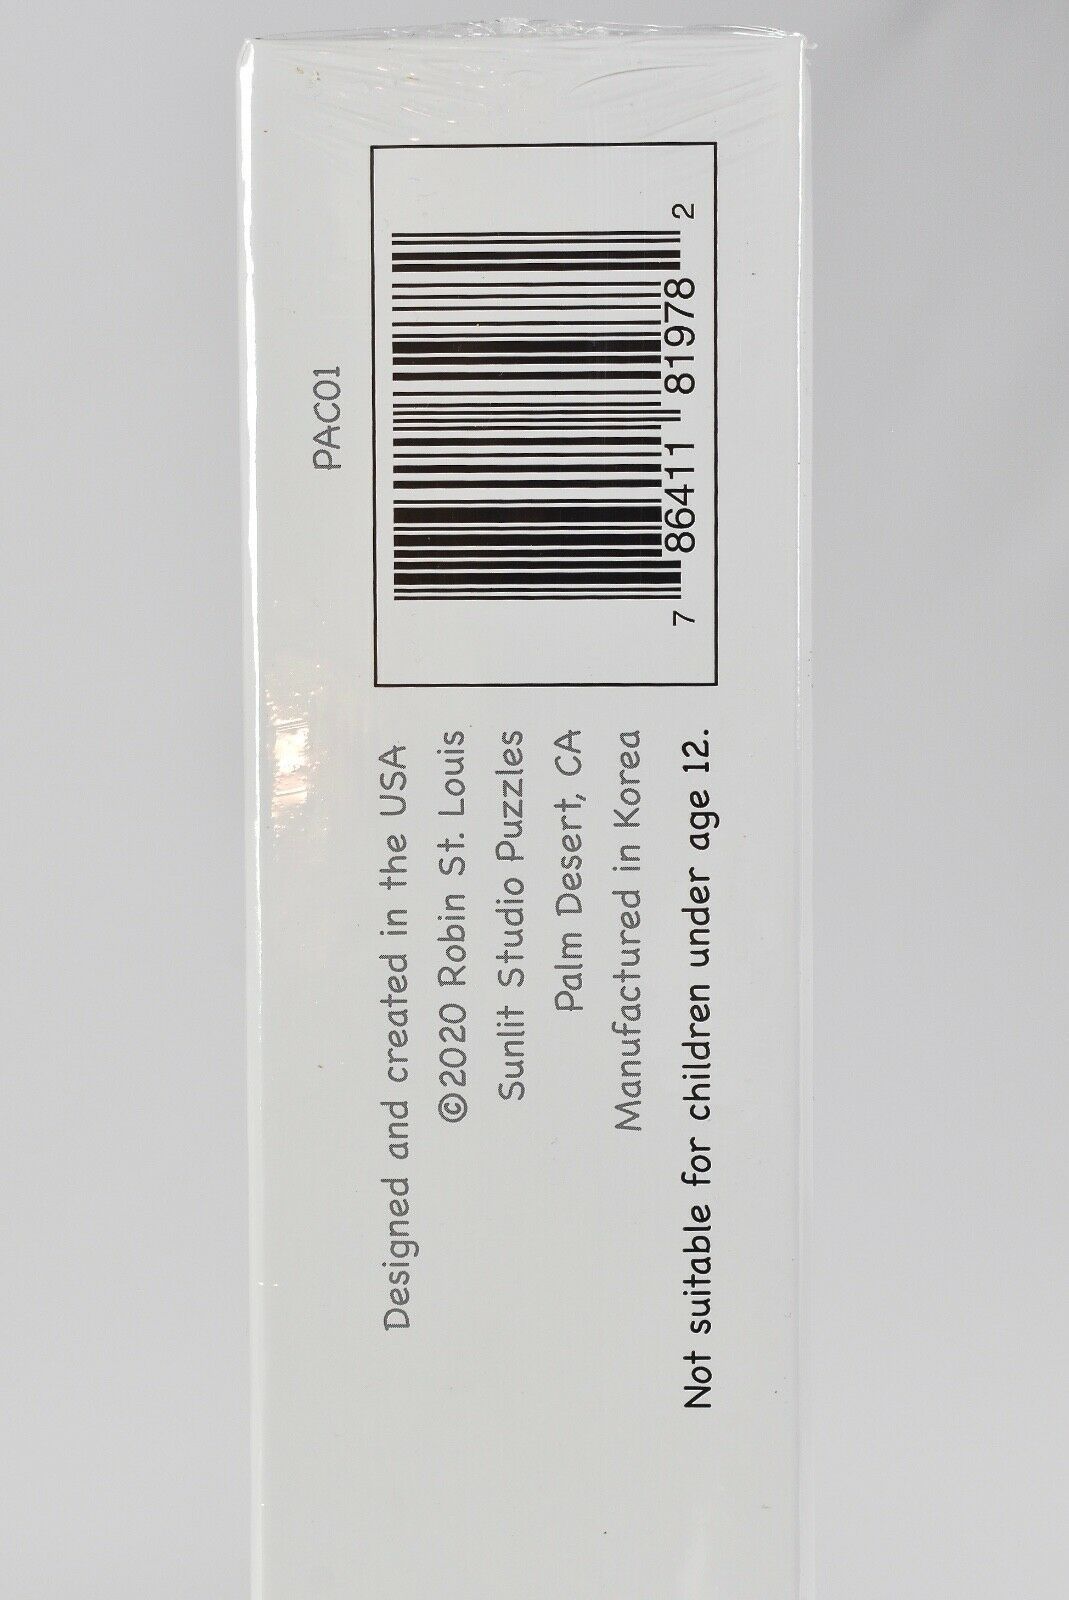 PAC01
7 86411 81978 2
Designed and created in the USA
©2020 Robin St. Louis
Sunlit Studio Puzzles
Palm Desert, CA
Manufactured in Korea
Not suitable for children under age 12.